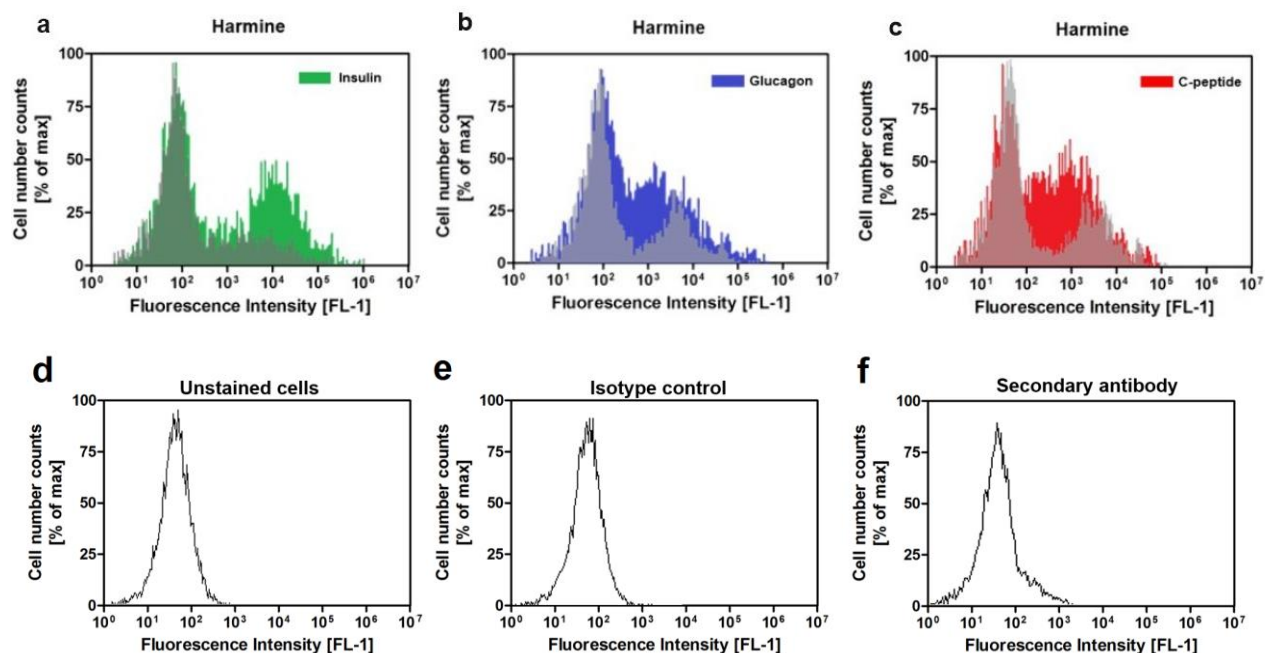 a
Harmine
Insulin
Cell number counts
[% of max]
100
75
50
25
0
10⁰ 10¹ 10² 10³ 10⁴ 10⁵ 10⁶ 10⁷
Fluorescence Intensity [FL-1]
b
Harmine
Glucagon
Cell number counts
[% of max]
100
75
50
25
0
10⁰ 10¹ 10² 10³ 10⁴ 10⁵ 10⁶ 10⁷
Fluorescence Intensity [FL-1]
c
Harmine
C-peptide
Cell number counts
[% of max]
100
75
50
25
0
10⁰ 10¹ 10² 10³ 10⁴ 10⁵ 10⁶ 10⁷
Fluorescence Intensity [FL-1]
d
Unstained cells
Cell number counts
[% of max]
100
75
50
25
0
10⁰ 10¹ 10² 10³ 10⁴ 10⁵ 10⁶ 10⁷
Fluorescence Intensity [FL-1]
e
Isotype control
Cell number counts
[% of max]
100
75
50
25
0
10⁰ 10¹ 10² 10³ 10⁴ 10⁵ 10⁶ 10⁷
Fluorescence Intensity [FL-1]
f
Secondary antibody
Cell number counts
[% of max]
100
75
50
25
0
10⁰ 10¹ 10² 10³ 10⁴ 10⁵ 10⁶ 10⁷
Fluorescence Intensity [FL-1]